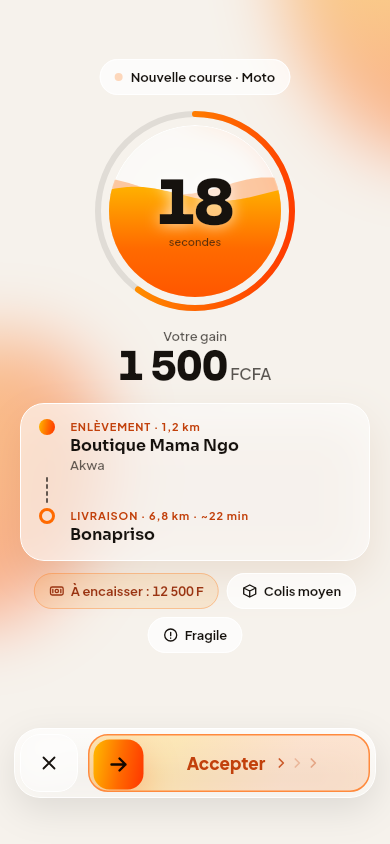 Nouvelle course · Moto
18
secondes
Votre gain
1 500 FCFA
ENLÈVEMENT · 1,2 km
Boutique Mama Ngo
Akwa
LIVRAISON · 6,8 km · ~22 min
Bonapriso
À encaisser : 12 500 F
Colis moyen
Fragile
Accepter